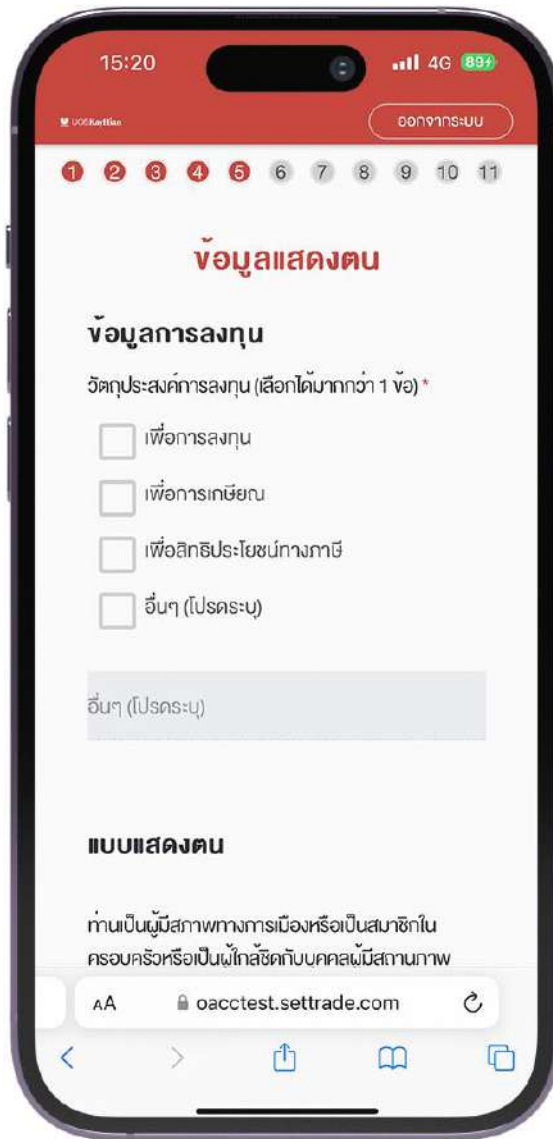 15:20
4G 89
UOBKayHian
ออกจากระบบ
1 2 3 4 5 6 7 8 9 10 11
ข้อมูลแสดงตน
ข้อมูลการลงทุน
วัตถุประสงค์การลงทุน (เลือกได้มากกว่า 1 ข้อ) *
เพื่อการลงทุน
เพื่อการเกษียณ
เพื่อสิทธิประโยชน์ทางภาษี
อื่นๆ (โปรดระบุ)
อื่นๆ (โปรดระบุ)
แบบแสดงตน
ท่านเป็นผู้มีสภาพทางการเมืองหรือเป็นสมาชิกใน
ครอบครัวหรือเป็นผู้ใกล้ชิดกับบุคคลผู้มีสถานภาพ
AA oacctest.settrade.com